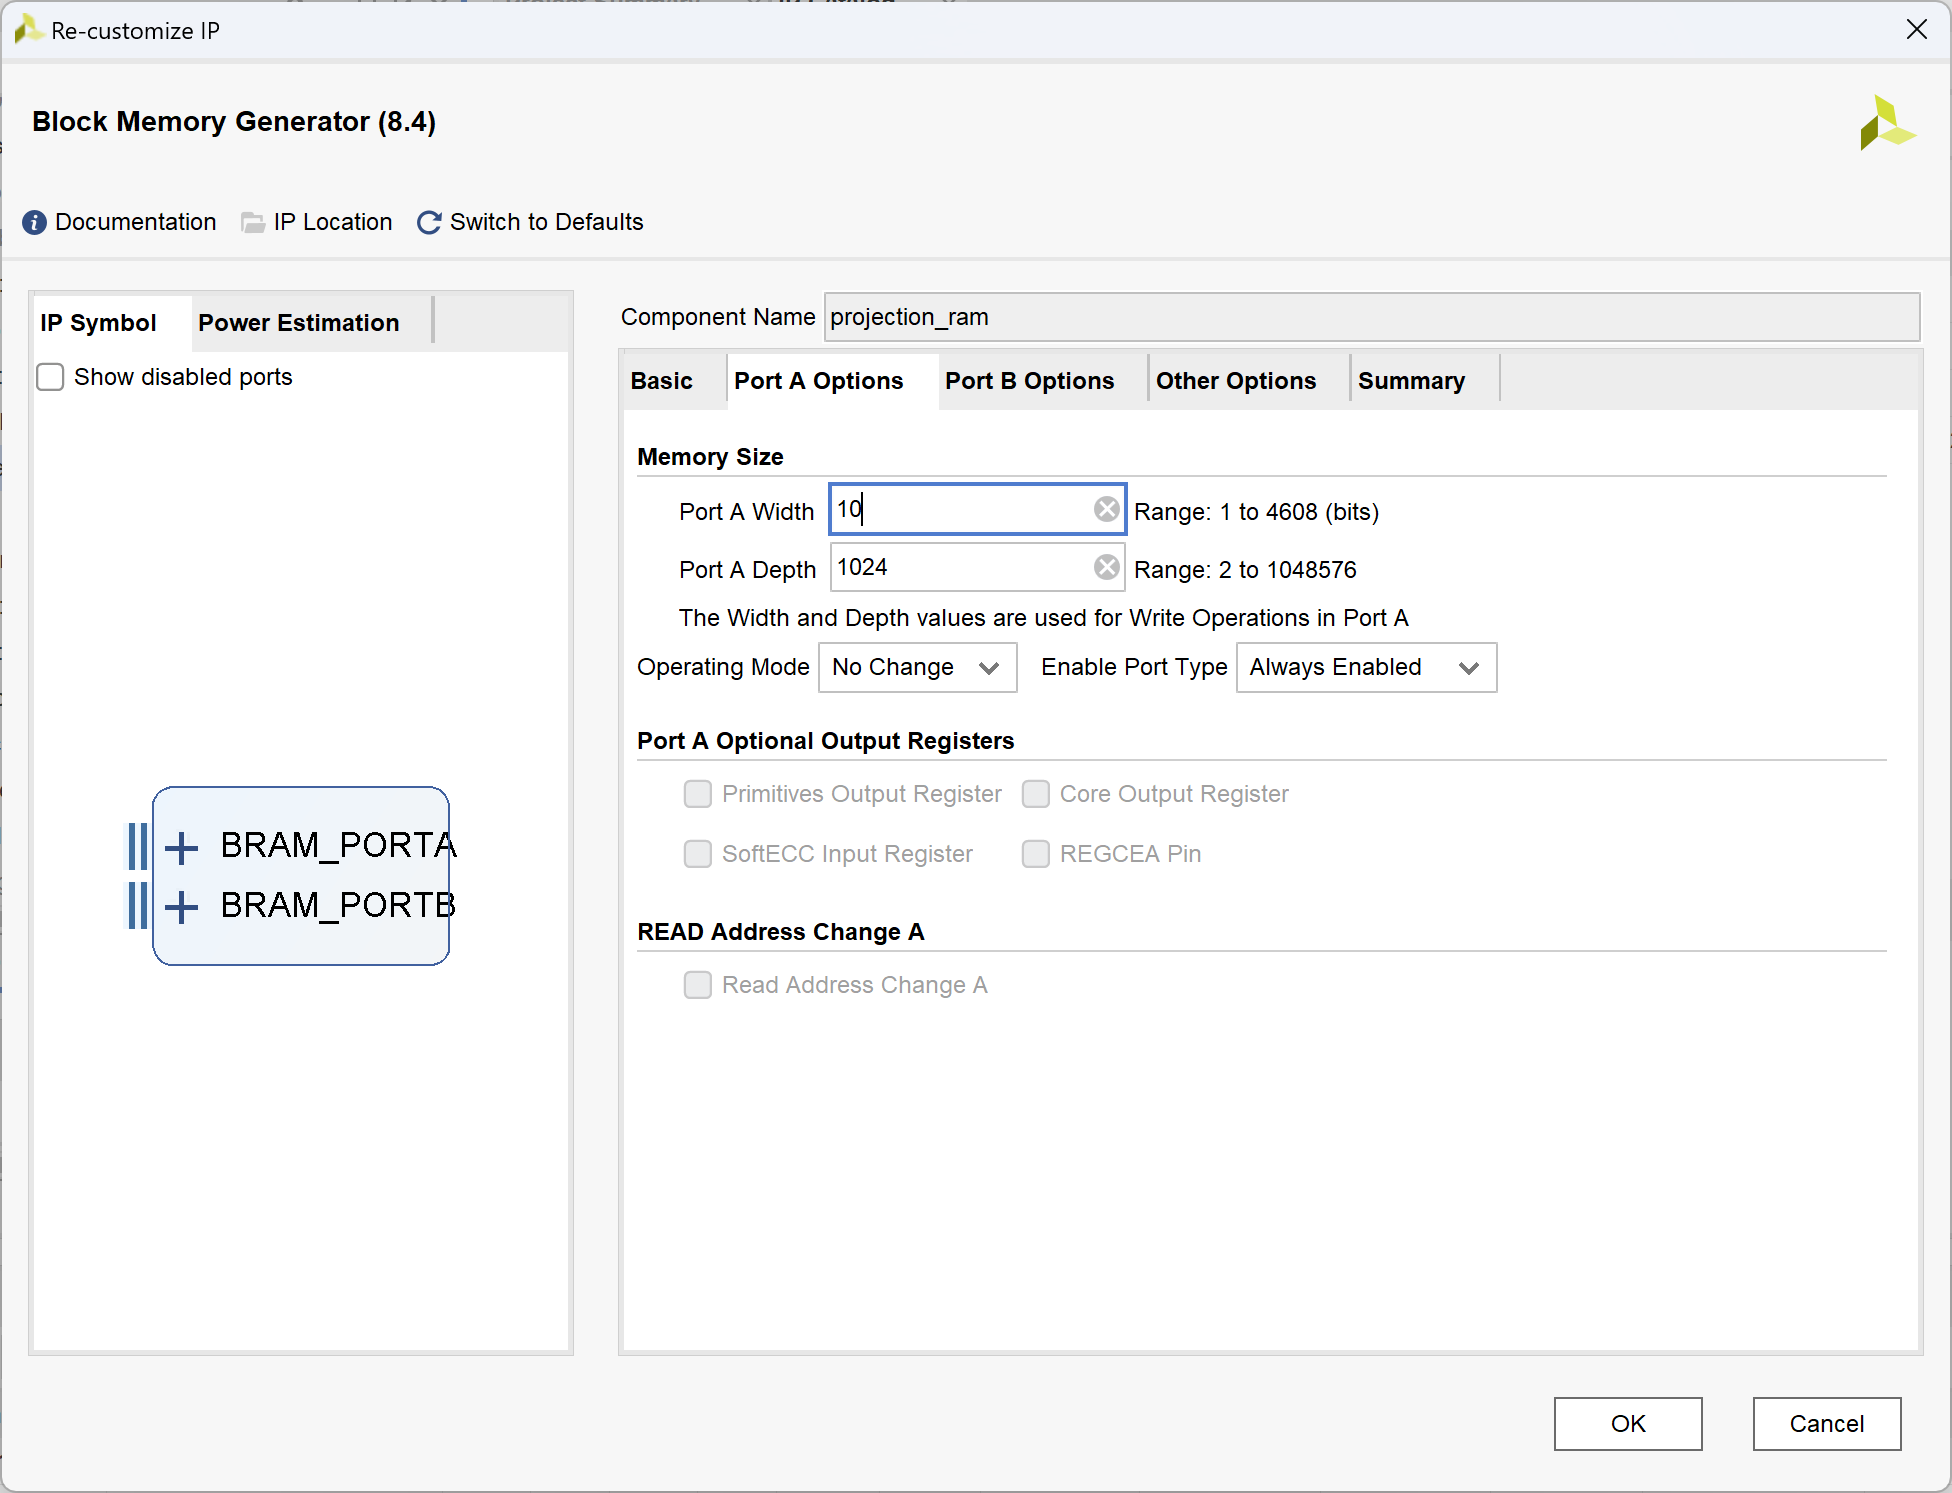 Re-customize IP
Block Memory Generator (8.4)
Documentation IP Location Switch to Defaults
IP Symbol Power Estimation
Show disabled ports
BRAM_PORTA
BRAM_PORTB
Component Name projection_ram
Basic Port A Options Port B Options Other Options Summary
Memory Size
Port A Width 10 Range: 1 to 4608 (bits)
Port A Depth 1024 Range: 2 to 1048576
The Width and Depth values are used for Write Operations in Port A
Operating Mode No Change Enable Port Type Always Enabled
Port A Optional Output Registers
Primitives Output Register Core Output Register
SoftECC Input Register REGCEA Pin
READ Address Change A
Read Address Change A
OK Cancel